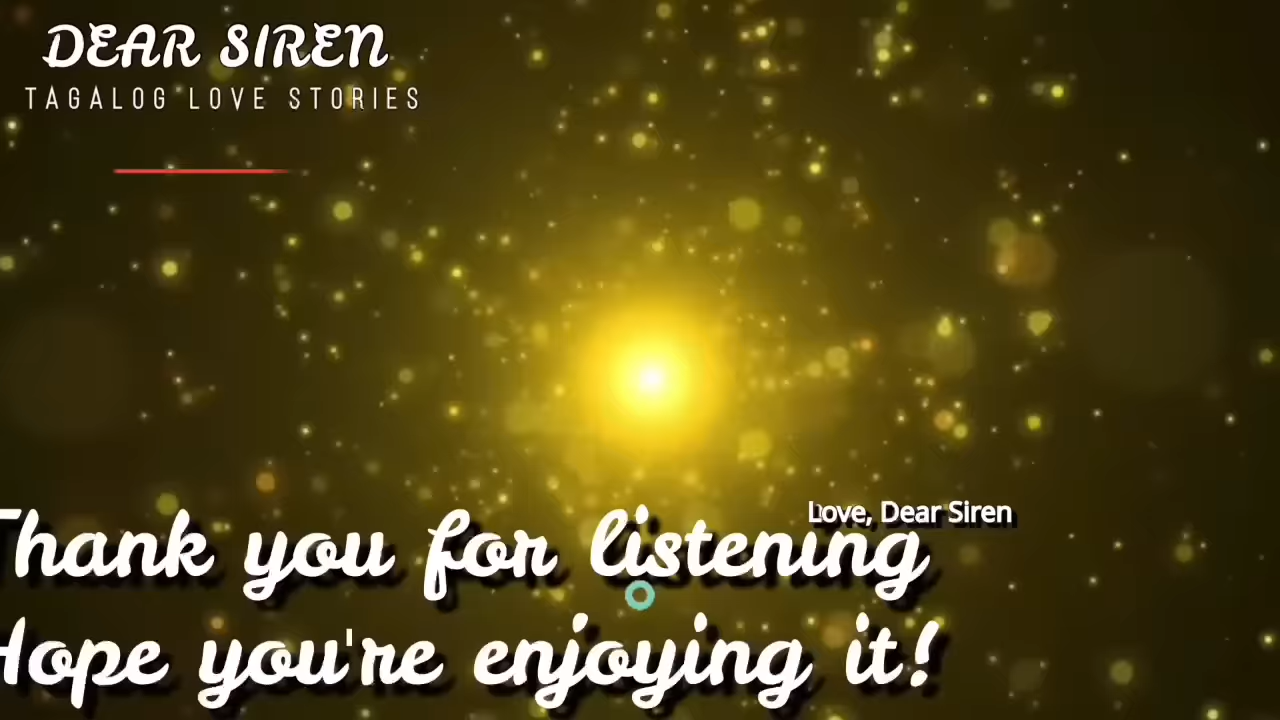 DEAR SIREN
TAGALOG LOVE STORIES
Love, Dear Siren
Thank you for listening
Hope you're enjoying it!